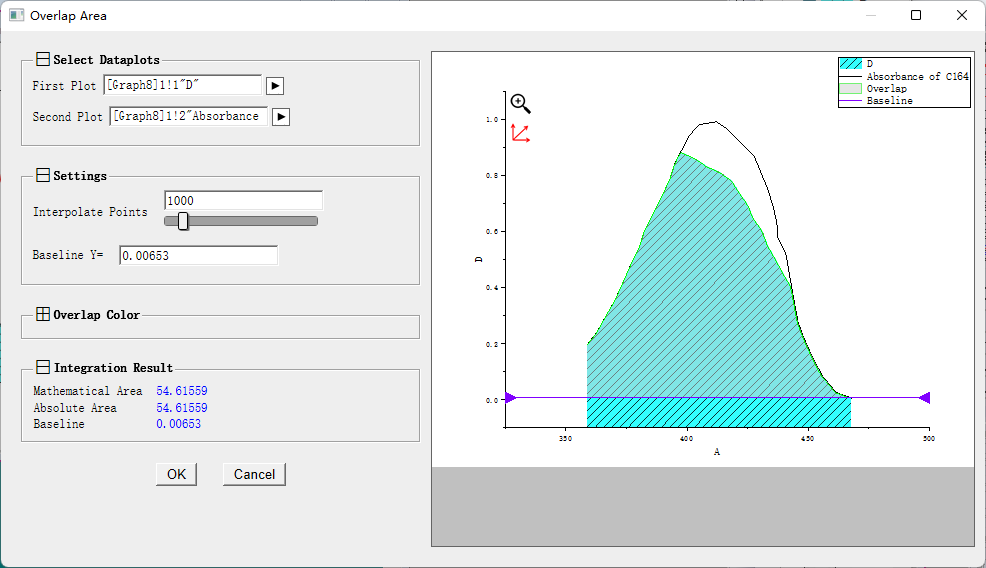 Overlap Area
Select Dataplots
First Plot [Graph8]1!1"D"
Second Plot [Graph8]1!2"Absorbance
Settings
Interpolate Points 1000
Baseline Y= 0.00653
Overlap Color
Integration Result
Mathematical Area 54.61559
Absolute Area 54.61559
Baseline 0.00653
OK Cancel
D
Absorbance of C164
Overlap
Baseline
1.0
0.8
0.6
D
0.4
0.2
0.0
350 400 450 500
A